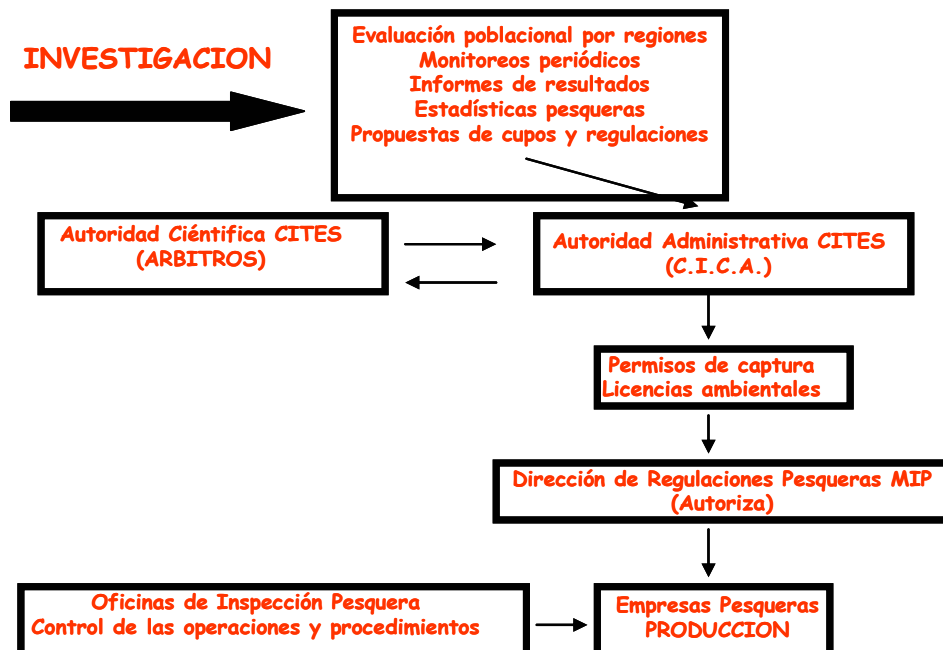 INVESTIGACION
Evaluación poblacional por regiones
Monitoreos periódicos
Informes de resultados
Estadísticas pesqueras
Propuestas de cupos y regulaciones
Autoridad Ciéntifica CITES
(ARBITROS)
Autoridad Administrativa CITES
(C.I.C.A.)
Permisos de captura
Licencias ambientales
Dirección de Regulaciones Pesqueras MIP
(Autoriza)
Oficinas de Inspección Pesquera
Control de las operaciones y procedimientos
Empresas Pesqueras
PRODUCCION